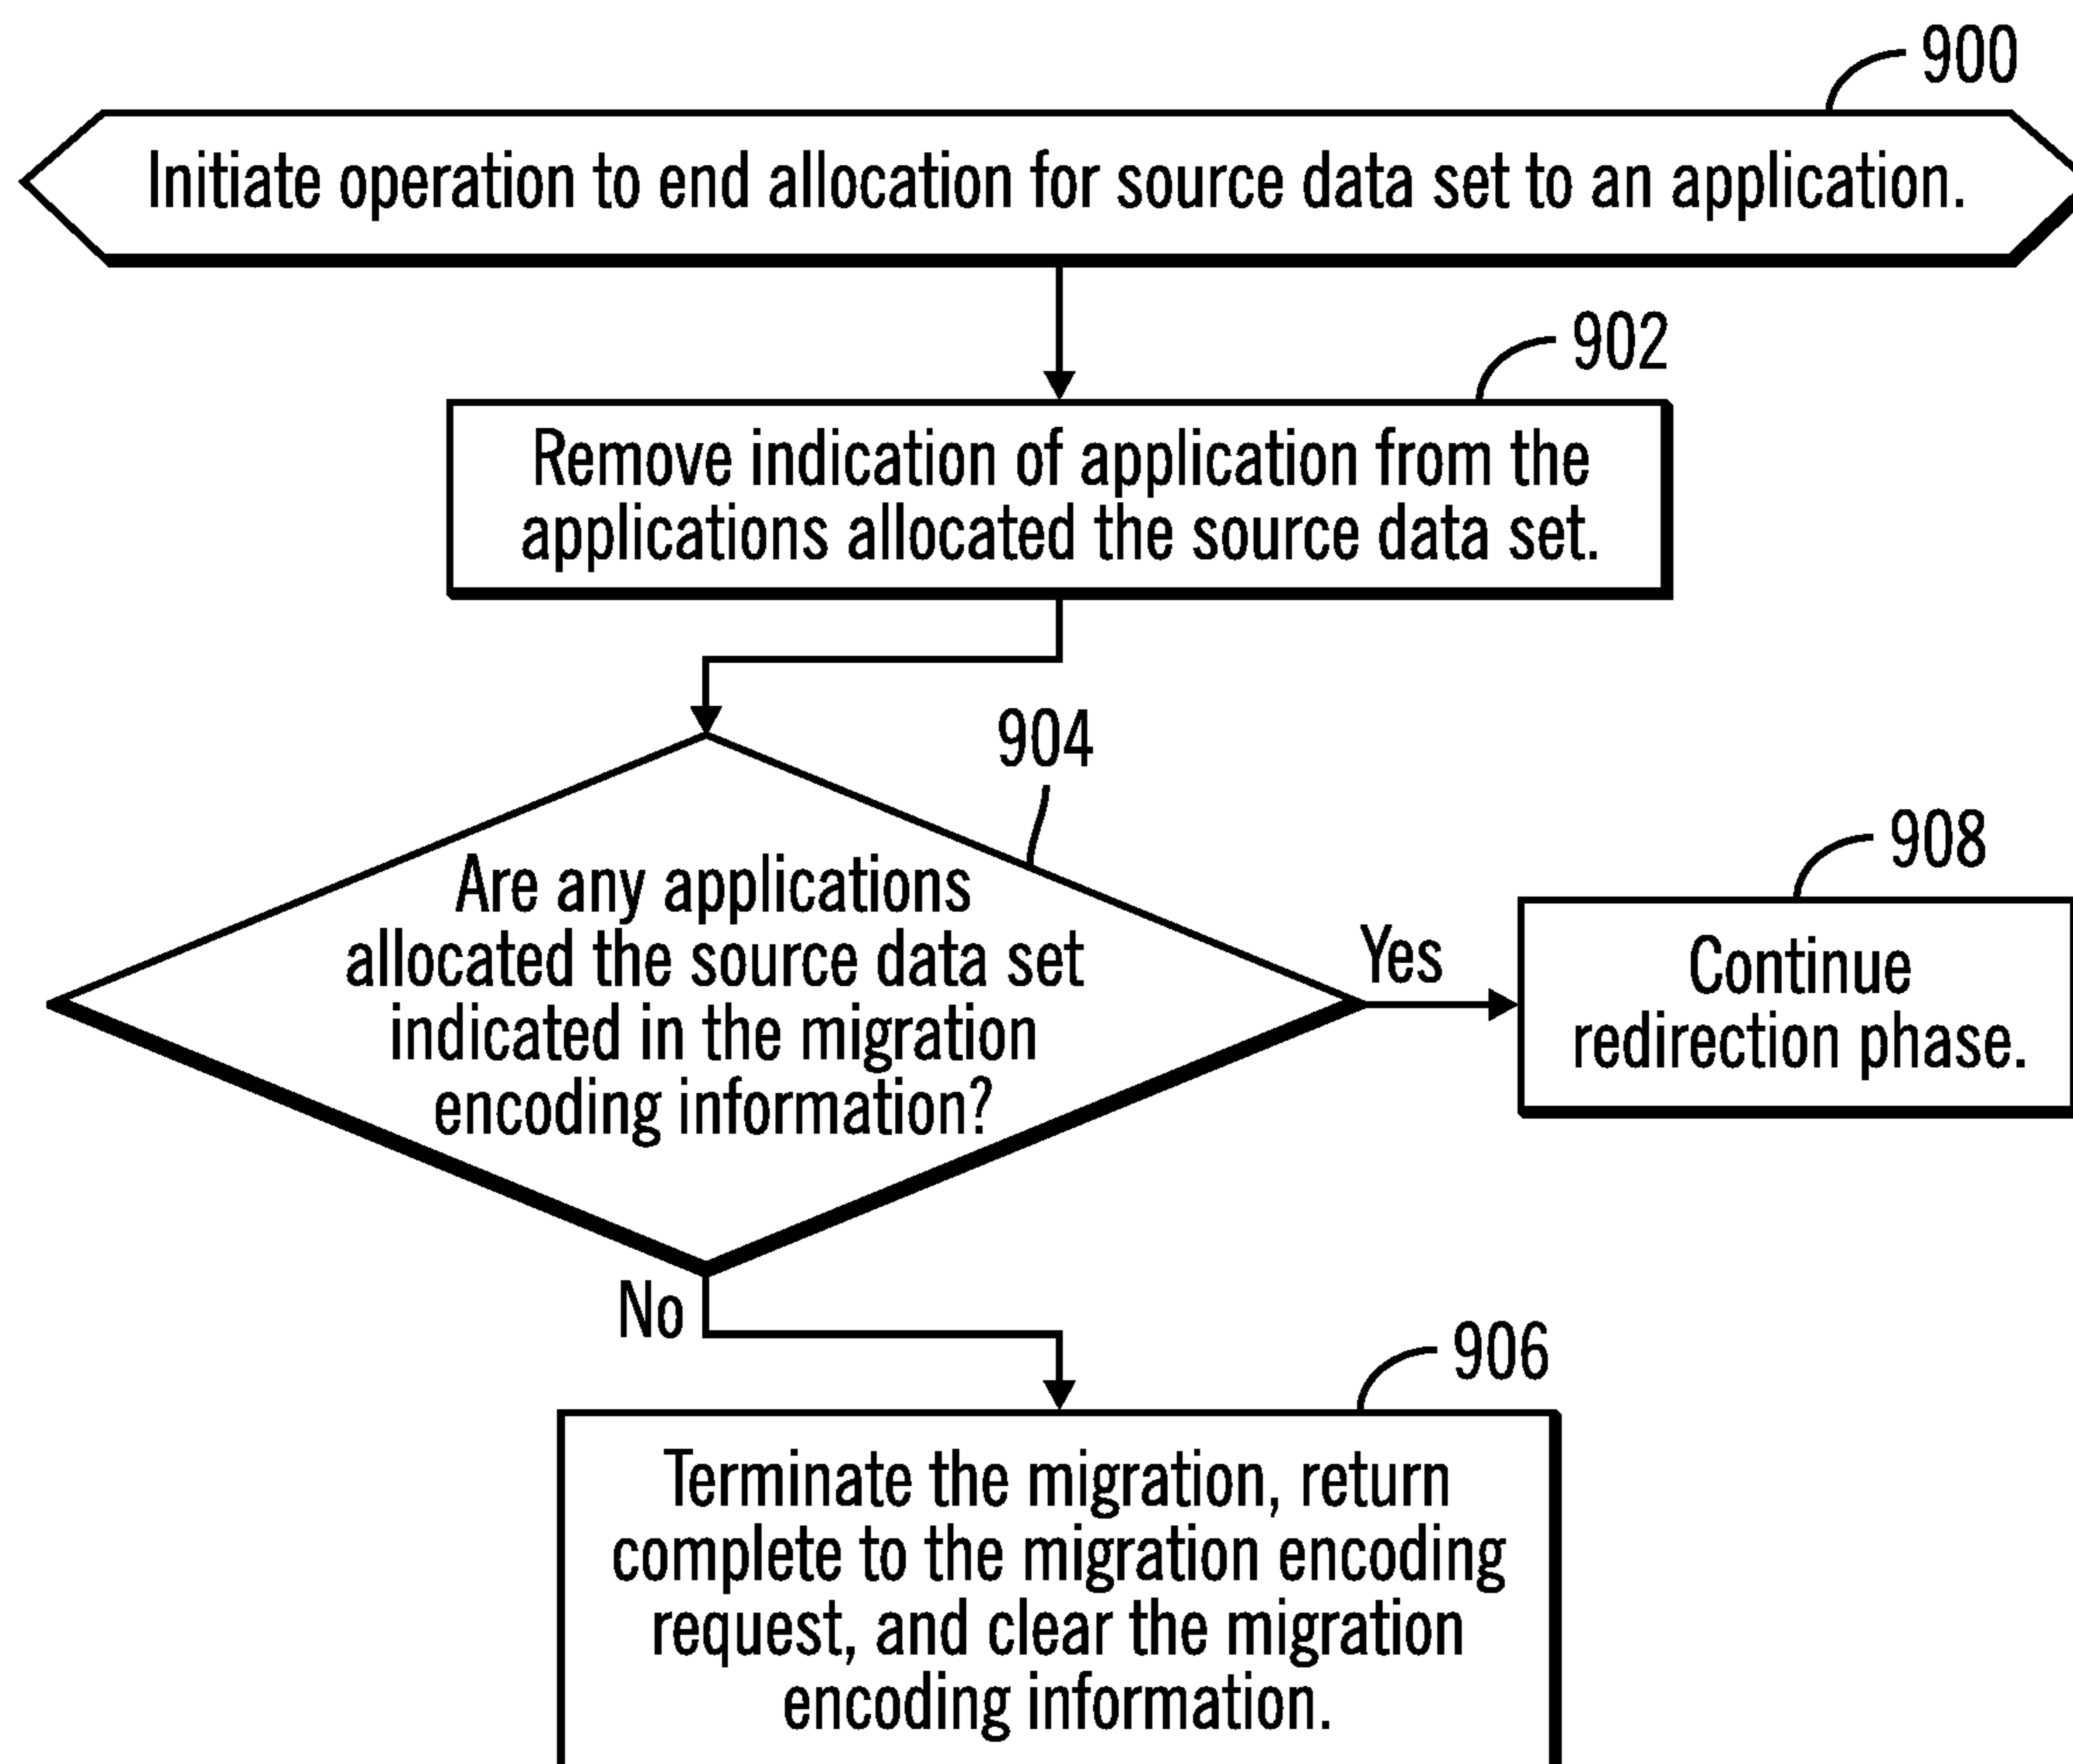 900
Initiate operation to end allocation for source data set to an application.
902
Remove indication of application from the
applications allocated the source data set.
904
Are any applications
allocated the source data set
indicated in the migration
encoding information?
Yes
908
Continue
redirection phase.
No
906
Terminate the migration, return
complete to the migration encoding
request, and clear the migration
encoding information.